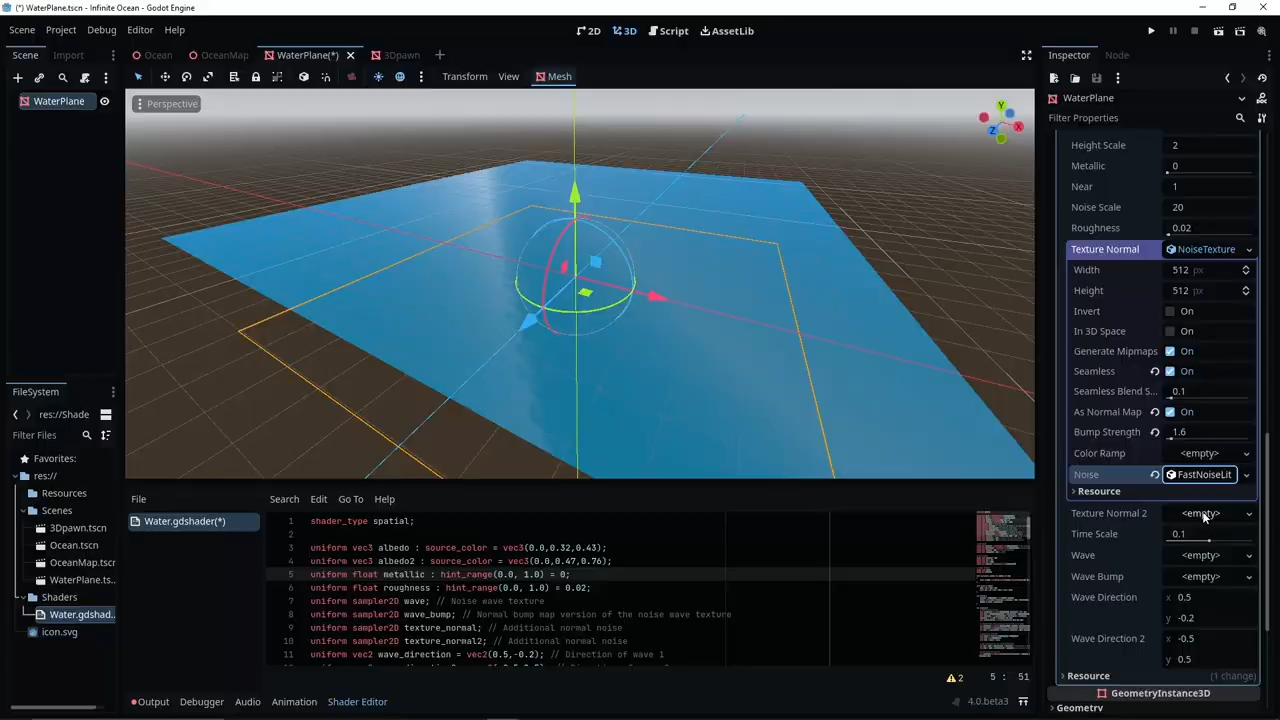 (*) WaterPlane.tscn - Infinite Ocean - Godot Engine
Scene Project Debug Editor Help
2D 3D Script AssetLib
Scene Import
Ocean OceanMap WaterPlane(*) 3Dpawn
Inspector Node
Transform View Mesh
WaterPlane
Perspective
Y
X
Z
WaterPlane
Filter Properties
Height Scale 2
Metallic 0
Near 1
Noise Scale 20
Roughness 0.02
Texture Normal NoiseTexture
Width 512 px
Height 512 px
Invert On
In 3D Space On
Generate Mipmaps On
Seamless On
Seamless Blend S... 0.1
As Normal Map On
Bump Strength 1.6
Color Ramp <empty>
Noise FastNoiseLit
Resource
Texture Normal 2 <empty>
Time Scale 0.1
Wave <empty>
Wave Bump <empty>
Wave Direction x 0.5
y -0.2
Wave Direction 2 x -0.5
y 0.5
Resource (1 change)
GeometryInstance3D
Geometry
FileSystem
res://Shade
Filter Files
Favorites:
res://
Resources
Scenes
3Dpawn.tscn
Ocean.tscn
OceanMap.tscn
WaterPlane.ts..
Shaders
Water.gdshad..
icon.svg
File Search Edit Go To Help
Water.gdshader(*)
1 shader_type spatial;
2
3 uniform vec3 albedo : source_color = vec3(0.0,0.32,0.43);
4 uniform vec3 albedo2 : source_color = vec3(0.0,0.47,0.76);
5 uniform float metallic : hint_range(0.0, 1.0) = 0;
6 uniform float roughness : hint_range(0.0, 1.0) = 0.02;
7 uniform sampler2D wave; // Noise wave texture
8 uniform sampler2D wave_bump; // Normal bump map version of the noise wave texture
9 uniform sampler2D texture_normal; // Additional normal noise
10 uniform sampler2D texture_normal2; // Additional normal noise
11 uniform vec2 wave_direction = vec2(0.5,-0.2); // Direction of wave 1
2 5 : 51
Output Debugger Audio Animation Shader Editor 4.0.beta3